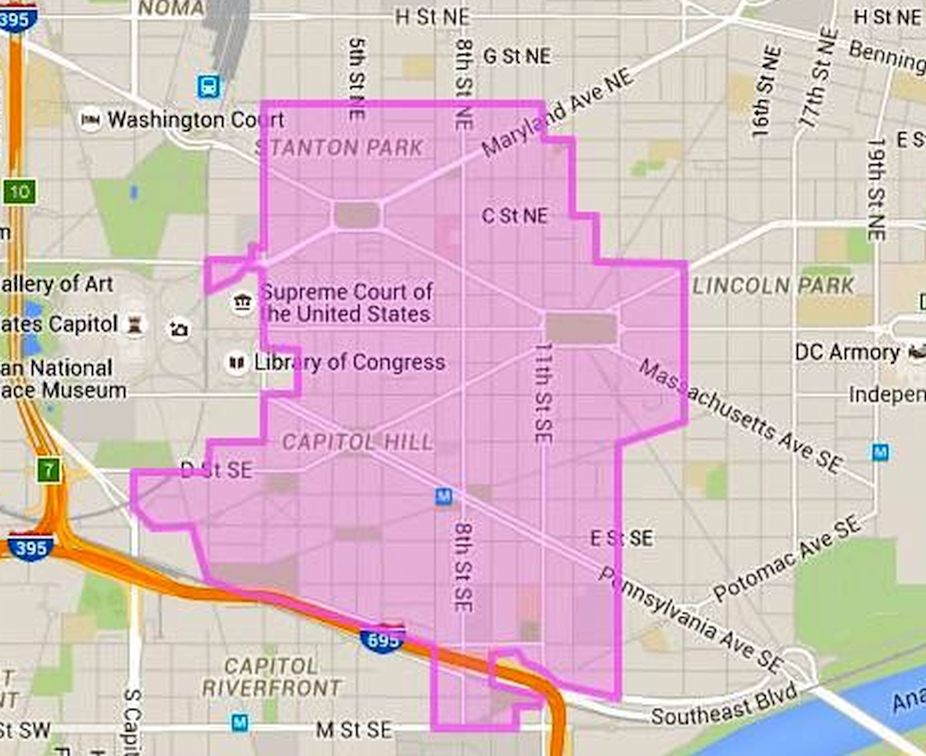 NOMA
395
H St NE
H St NE
5th St NE
8th St NE
G St NE
Maryland Ave NE
16th St NE
17th St NE
Benning
Washington Court
STANTON PARK
E S
19th St NE
10
m
C St NE
allery of Art
Supreme Court of
the United States
LINCOLN PARK
D
ates Capitol
Library of Congress
DC Armory
an National
ace Museum
11th St SE
Massachusetts Ave SE
Indepen
CAPITOL HILL
7
D St SE
M
M
395
8th St SE
E St SE
Potomac Ave SE
Pennsylvania Ave SE
695
CAPITOL
RIVERFRONT
T
NT
S Capit
M
St SW
M St SE
Southeast Blvd
Ana
F
H